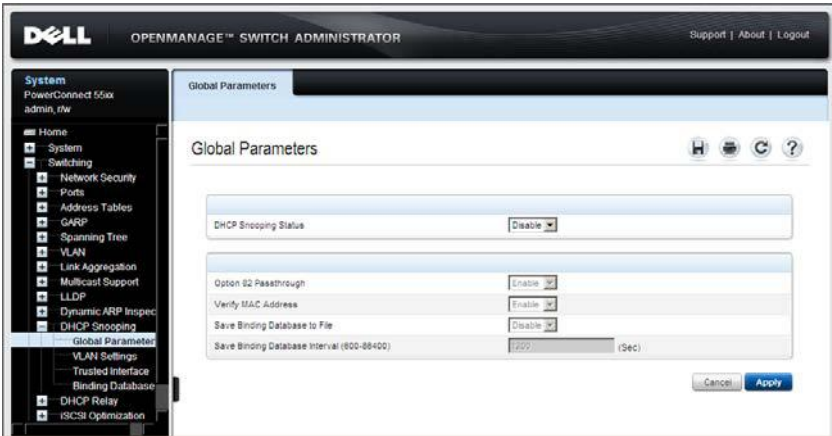 DELL
OPENMANAGE™ SWITCH ADMINISTRATOR
Support | About | Logout
System
PowerConnect 55xx
admin, r/w
Home
System
Switching
Network Security
Ports
Address Tables
GARP
Spanning Tree
VLAN
Link Aggregation
Multicast Support
LLDP
Dynamic ARP Inspec
DHCP Snooping
Global Parameter
VLAN Settings
Trusted Interface
Binding Database
DHCP Relay
iSCSI Optimization
Global Parameters
Global Parameters
?
DHCP Snooping Status
Disable
Option 82 Passthrough
Enable
Verify MAC Address
Enable
Save Binding Database to File
Disable
Save Binding Database Interval (600-86400)
1200
(Sec)
Cancel
Apply